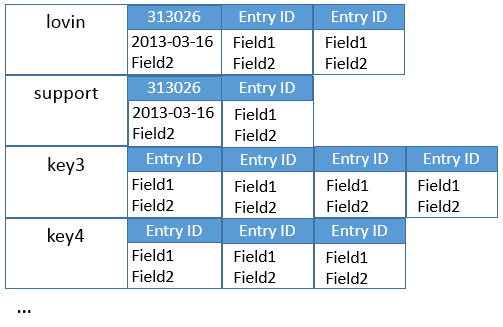 lovin 313026 Entry ID Entry ID
2013-03-16 Field1 Field1
Field2 Field2 Field2
support 313026 Entry ID
2013-03-16 Field1
Field2 Field2
key3 Entry ID Entry ID Entry ID Entry ID
Field1 Field1 Field1 Field1
Field2 Field2 Field2 Field2
key4 Entry ID Entry ID Entry ID
Field1 Field1 Field1
Field2 Field2 Field2
...